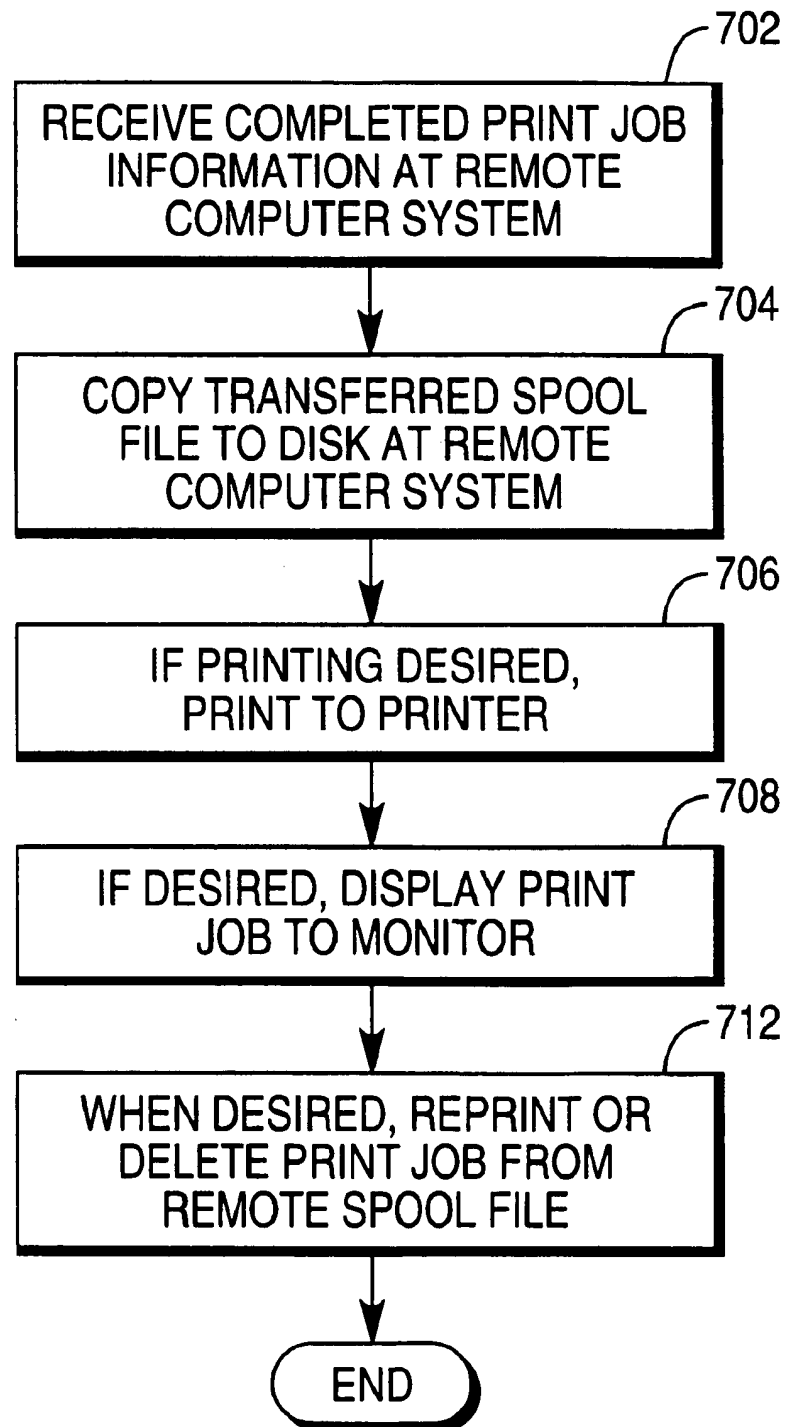 702
RECEIVE COMPLETED PRINT JOB
INFORMATION AT REMOTE
COMPUTER SYSTEM
704
COPY TRANSFERRED SPOOL
FILE TO DISK AT REMOTE
COMPUTER SYSTEM
706
IF PRINTING DESIRED,
PRINT TO PRINTER
708
IF DESIRED, DISPLAY PRINT
JOB TO MONITOR
712
WHEN DESIRED, REPRINT OR
DELETE PRINT JOB FROM
REMOTE SPOOL FILE
END